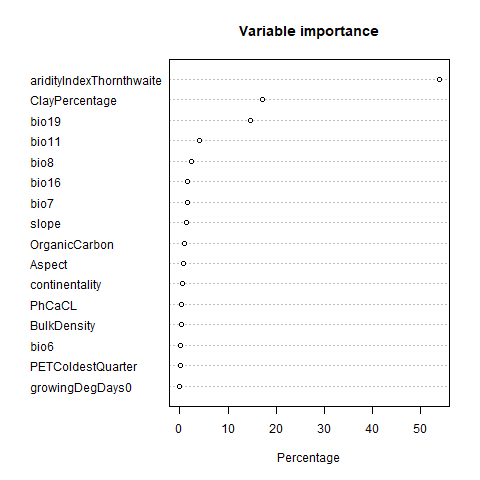 Variable importance
aridityIndexThornthwaite
ClayPercentage
bio19
bio11
bio8
bio16
bio7
slope
OrganicCarbon
Aspect
continentality
PhCaCL
BulkDensity
bio6
PETColdestQuarter
growingDegDays0
0 10 20 30 40 50
Percentage